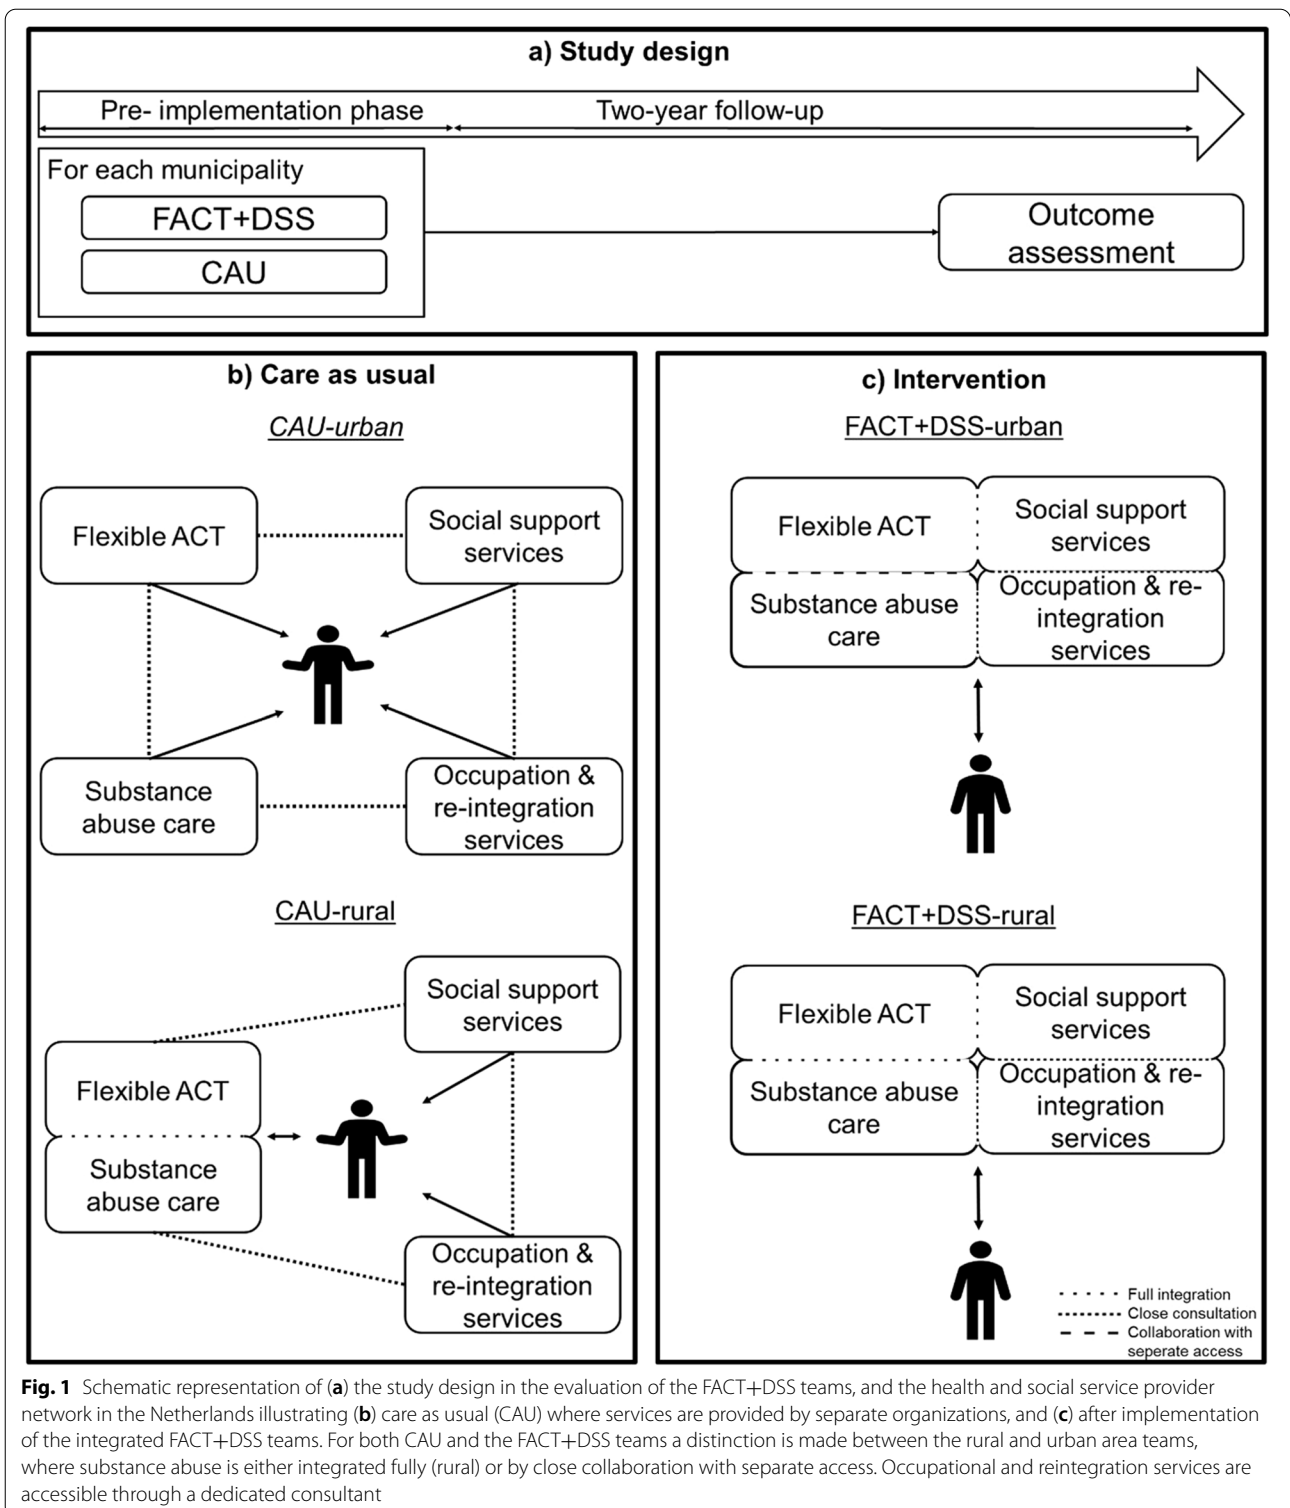 a) Study design
Pre- implementation phase
Two-year follow-up
For each municipality
FACT+DSS
CAU
Outcome
assessment
b) Care as usual
CAU-urban
Flexible ACT
Social support
services
Substance
abuse care
Occupation &
re-integration
services
CAU-rural
Social support
services
Flexible ACT
Substance
abuse care
Occupation &
re-integration
services
c) Intervention
FACT+DSS-urban
Flexible ACT
Social support
services
Substance abuse
care
Occupation & re-
integration
services
FACT+DSS-rural
Flexible ACT
Social support
services
Substance abuse
care
Occupation & re-
integration
services
Full integration
Close consultation
Collaboration with
seperate access
Fig. 1 Schematic representation of (a) the study design in the evaluation of the FACT+DSS teams, and the health and social service provider
network in the Netherlands illustrating (b) care as usual (CAU) where services are provided by separate organizations, and (c) after implementation
of the integrated FACT+DSS teams. For both CAU and the FACT+DSS teams a distinction is made between the rural and urban area teams,
where substance abuse is either integrated fully (rural) or by close collaboration with separate access. Occupational and reintegration services are
accessible through a dedicated consultant